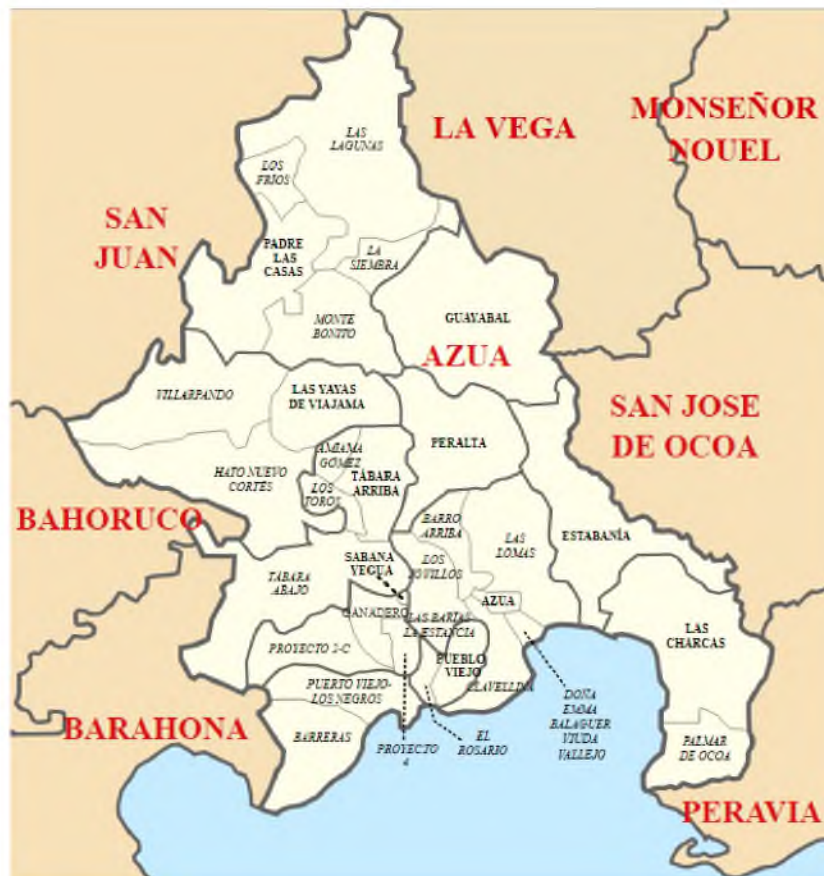 LA VEGA
MONSEÑOR
NOUEL
LAS
LAGUNAS
LOS
FRIOS
SAN
JUAN
PADRE
LAS
CASAS
LA
SIEMBRA
MONTE
BONITO
GUAYABAL
AZUA
VILLARPANDO
LAS YAYAS
DE VIAJAMA
SAN JOSE
DE OCOA
PERALTA
AMIAMA
GÓMEZ
TÁBARA
ARRIBA
HATO NUEVO
CORTÉS
LOS
TOROS
BAHORUCO
BARRO
ARRIBA
LAS
LOMAS
ESTABANÍA
SABANA
YEGUA
LOS
JOVILLOS
TÁBARA
ABAJO
GANADERO
AZUA
LAS BARIAS-
LA ESTANCIA
LAS
CHARCAS
PROYECTO 2-C
PUEBLO
VIEJO
CLAVELLINA
PUERTO VIEJO-
LOS NEGROS
BARAHONA
BARRERAS
PROYECTO
4
EL
ROSARIO
DOÑA
EMMA
BALAGUER
VIUDA
VALLEJO
PALMAR
DE OCOA
PERAVIA